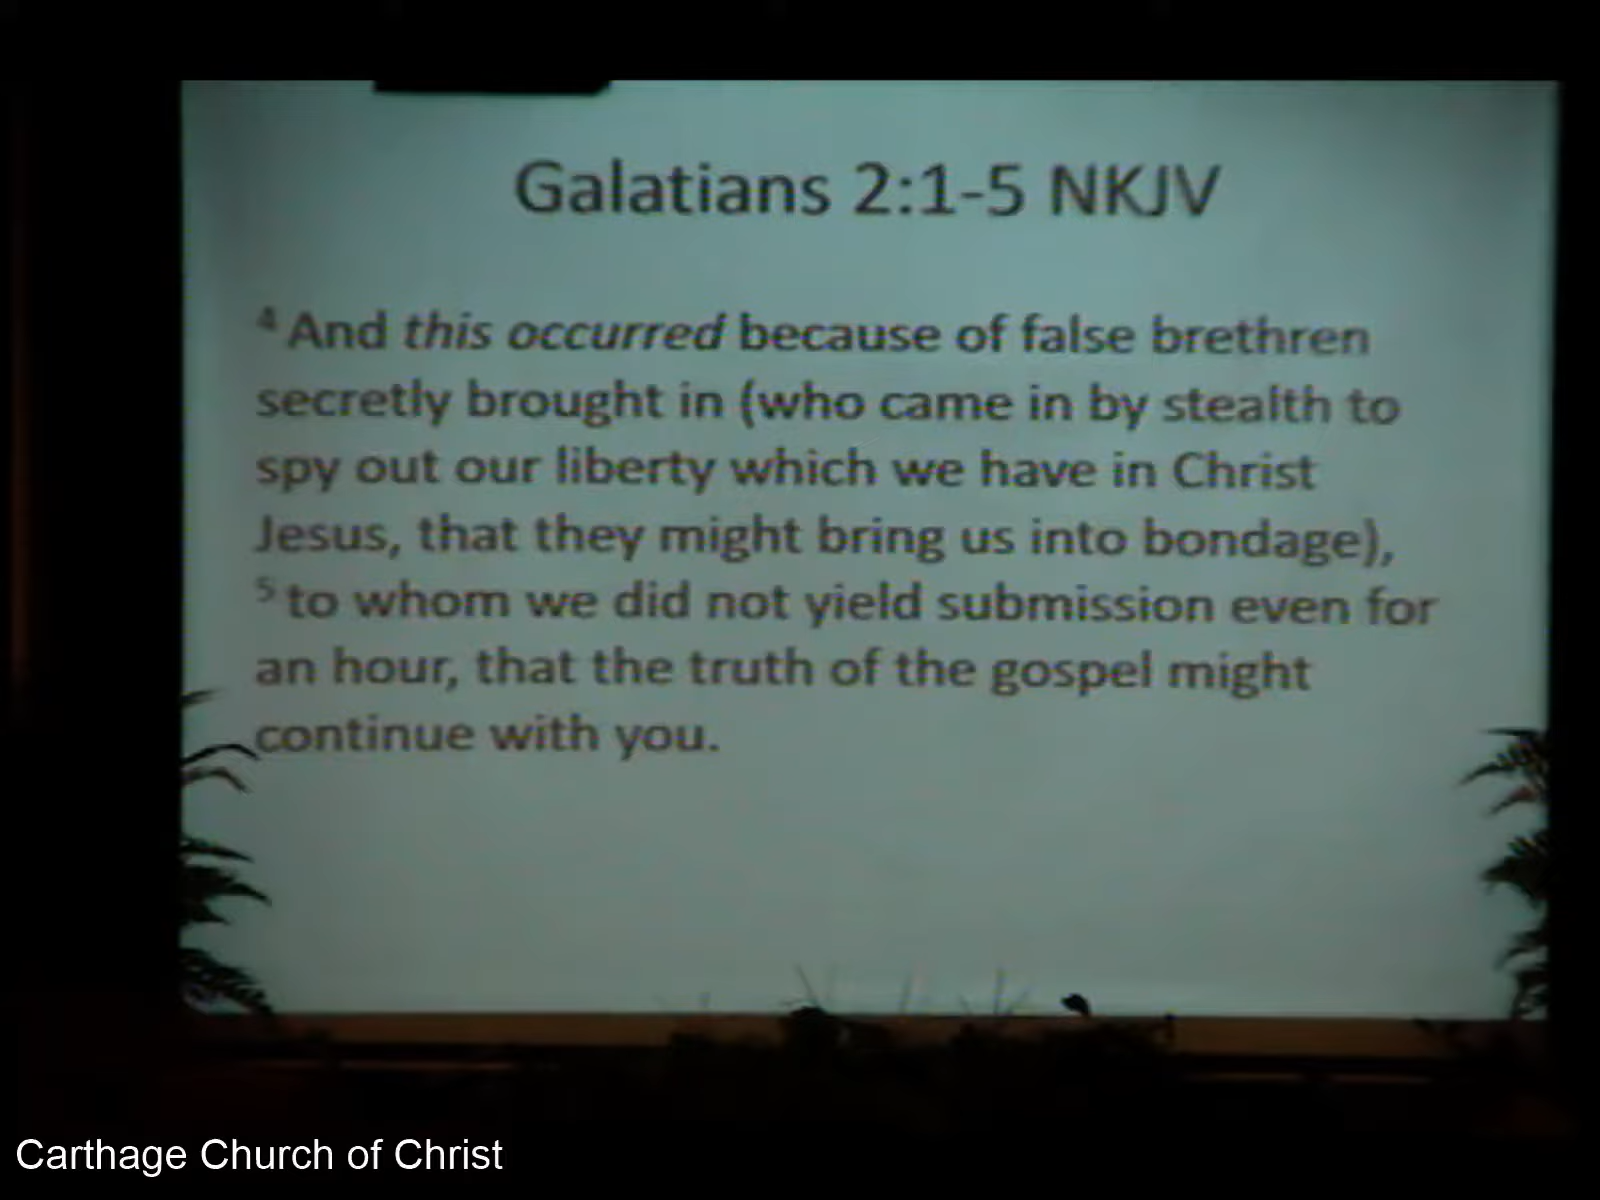 Galatians 2:1-5 NKJV
4 And this occurred because of false brethren
secretly brought in (who came in by stealth to
spy out our liberty which we have in Christ
Jesus, that they might bring us into bondage),
5 to whom we did not yield submission even for
an hour, that the truth of the gospel might
continue with you.
Carthage Church of Christ